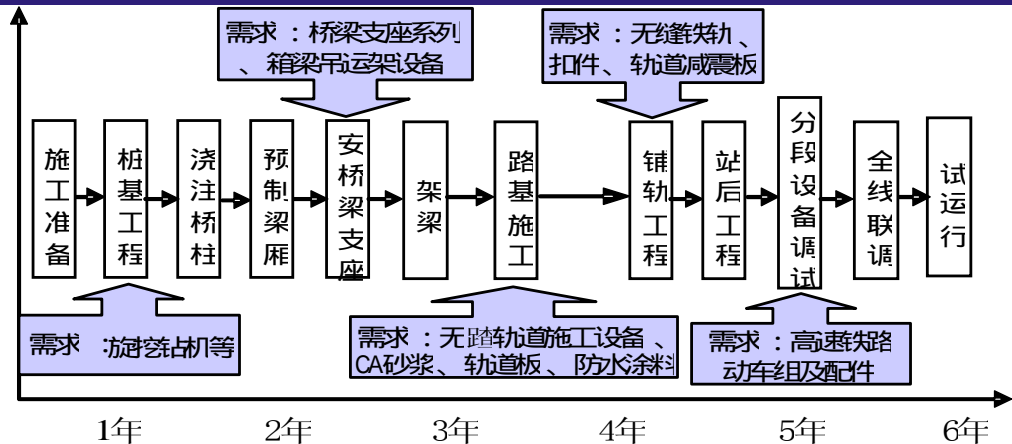 需求：桥梁支座系列
、箱梁吊运架设备
需求：无缝铁轨、
扣件、轨道减震板
施工准备
桩基工程
浇注桥柱
预制梁厢
安桥梁支座
架梁
路基施工
铺轨工程
站后工程
分段设备调试
全线联调
试运行
需求：旋挖钻机等
需求：无踏轨道施工设备、
CA砂浆、轨道板、防水涂料
需求：高速铁路
动车组及配件
1年
2年
3年
4年
5年
6年